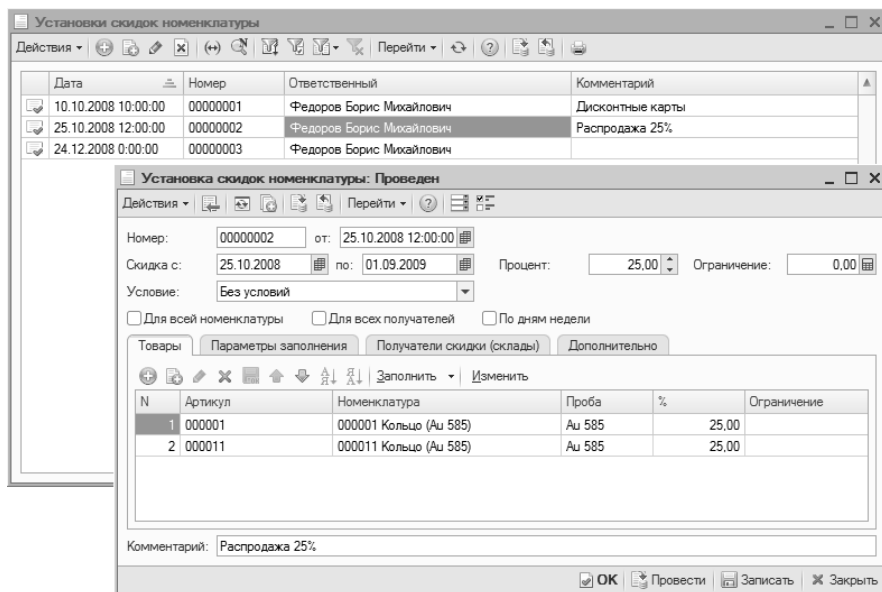 Установки скидок номенклатуры
Действия Перейти
Дата Номер Ответственный Комментарий
10.10.2008 10:00:00 00000001 Федоров Борис Михайлович Дисконтные карты
25.10.2008 12:00:00 00000002 Федоров Борис Михайлович Распродажа 25%
24.12.2008 0:00:00 00000003 Федоров Борис Михайлович
Установка скидок номенклатуры: Проведен
Действия Перейти
Номер: 00000002 от: 25.10.2008 12:00:00
Скидка с: 25.10.2008 по: 01.09.2009 Процент: 25,00 Ограничение: 0,00
Условие: Без условий
Для всей номенклатуры Для всех получателей По дням недели
Товары Параметры заполнения Получатели скидки (склады) Дополнительно
Заполнить Изменить
N Артикул Номенклатура Проба % Ограничение
1 000001 000001 Кольцо (Au 585) Au 585 25,00
2 000011 000011 Кольцо (Au 585) Au 585 25,00
Комментарий: Распродажа 25%
OK Провести Записать Закрыть